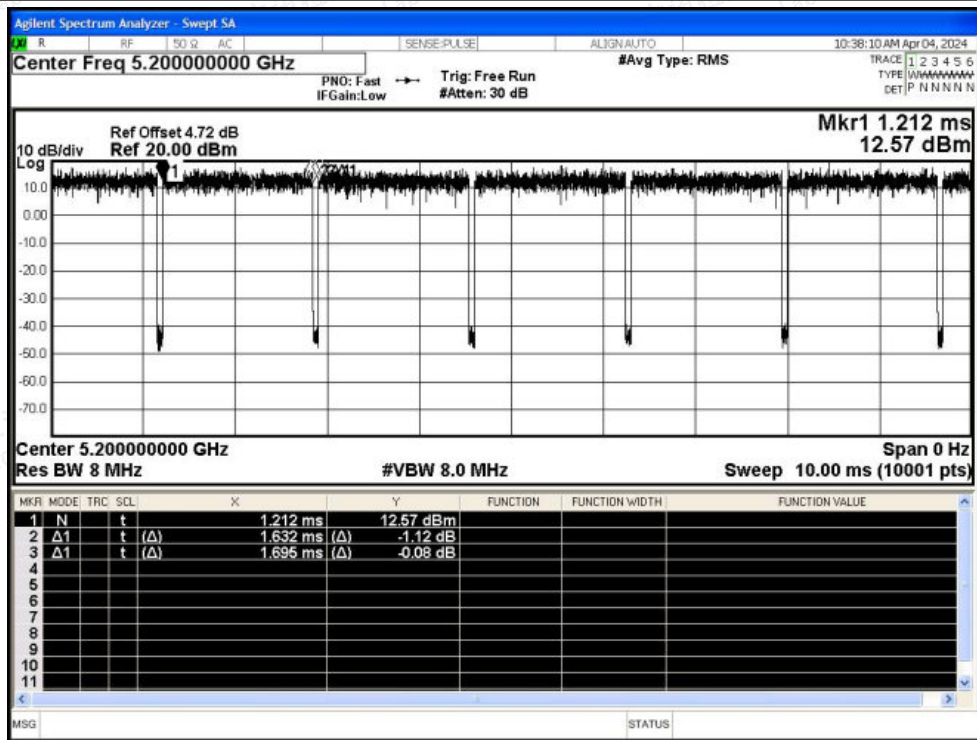 Agilent Spectrum Analyzer - Swept SA
LXI R RF 50 Ω AC SENSE:PULSE ALIGN AUTO 10:38:10 AM Apr 04, 2024
Center Freq 5.200000000 GHz
#Avg Type: RMS
TRACE 1 2 3 4 5 6
PNO: Fast Trig: Free Run
TYPE WWWWWW
IFGain:Low #Atten: 30 dB
DET P N N N N N
Mkr1 1.212 ms
Ref Offset 4.72 dB
10 dB/div Ref 20.00 dBm 12.57 dBm
Log
1
10.0
0.00
-10.0
-20.0
-30.0
-40.0
-50.0
-60.0
-70.0
Center 5.200000000 GHz Span 0 Hz
Res BW 8 MHz #VBW 8.0 MHz Sweep 10.00 ms (10001 pts)
MKR MODE TRC SCL X Y FUNCTION FUNCTION WIDTH FUNCTION VALUE
1 N t 1.212 ms 12.57 dBm
2 Δ1 t (Δ) 1.632 ms (Δ) -1.12 dB
3 Δ1 t (Δ) 1.695 ms (Δ) -0.08 dB
4
5
6
7
8
9
10
11
MSG STATUS